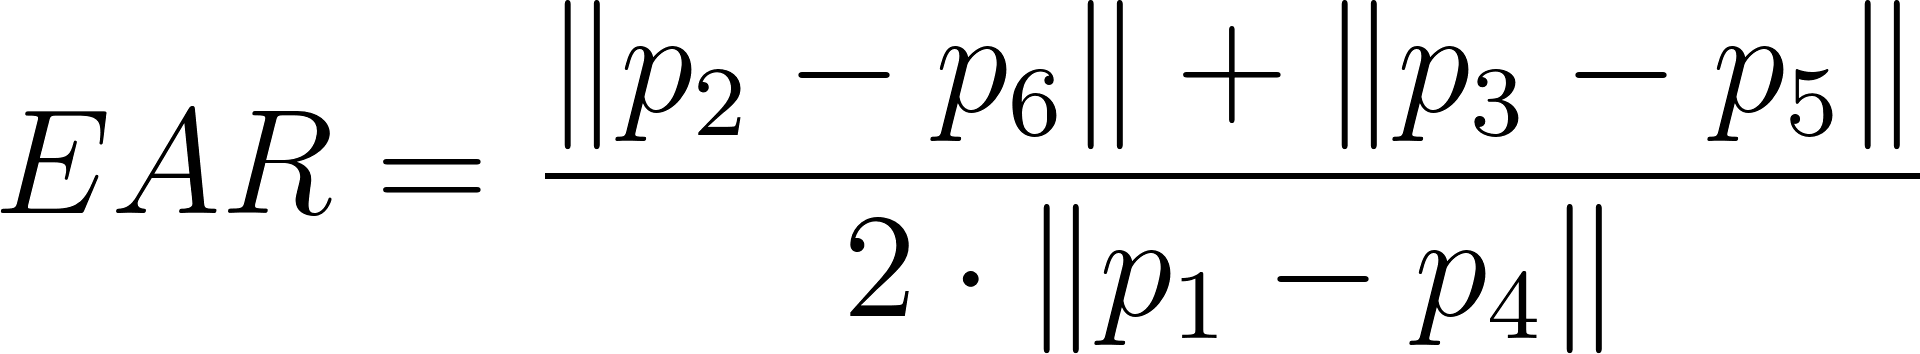 EAR = (‖p₂ − p₆‖ + ‖p₃ − p₅‖) / (2 · ‖p₁ − p₄‖)